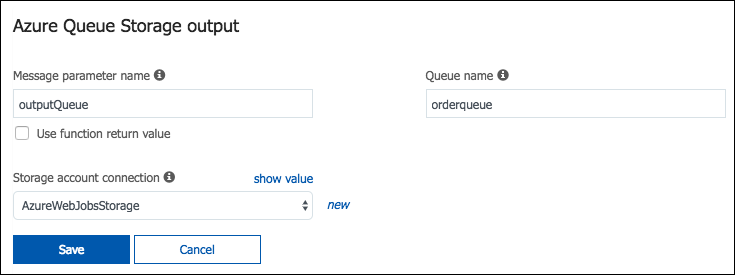 Azure Queue Storage output
Message parameter name
Queue name
outputQueue
orderqueue
Use function return value
Storage account connection
show value
AzureWebJobsStorage
new
Save
Cancel